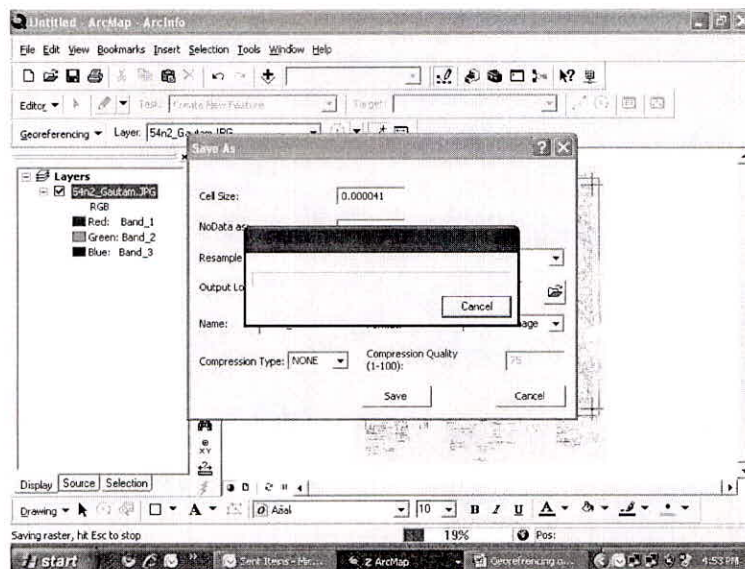 Untitled - ArcMap - ArcInfo
File Edit View Bookmarks Insert Selection Tools Window Help
Editor Task: Create New Feature Target:
Georeferencing Layer: 54n2_Gautam.JPG
Save As
Layers
54n2_Gautam.JPG
RGB
Red: Band_1
Green: Band_2
Blue: Band_3
Cell Size: 0.000041
NoData as:
Resample
Output Lo
Cancel
Name:
Compression Type: NONE Compression Quality (1-100): 75
Save Cancel
XY
Display Source Selection
Drawing A Arial 10 B I U A
Saving raster, hit Esc to stop 19% Pos:
start Sent Items - 2 ArcMap Georefrencing 4:53 PM